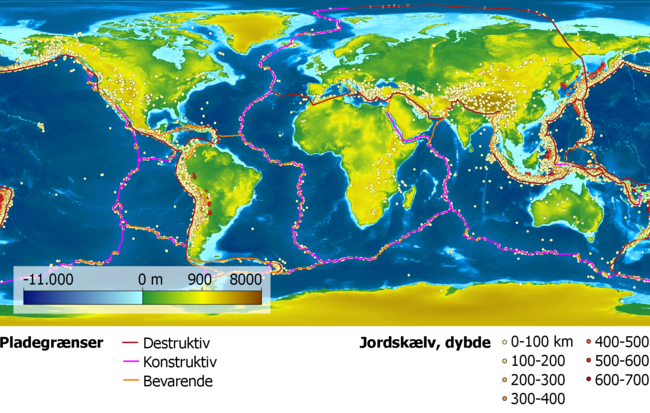 -11.000 0 m 900 8000
Pladegrænser
Destruktiv
Konstruktiv
Bevarende
Jordskælv, dybde
0-100 km
100-200
200-300
300-400
400-500
500-600
600-700